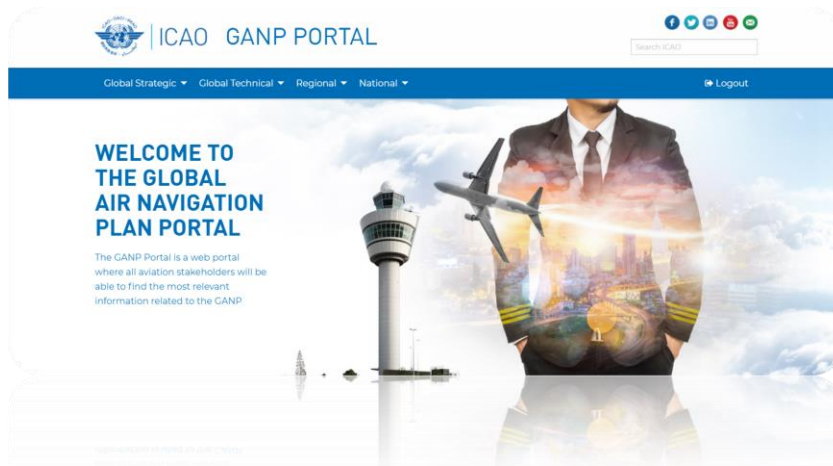 ICAO GANP PORTAL
Search ICAO
Global Strategic Global Technical Regional National Logout
WELCOME TO
THE GLOBAL
AIR NAVIGATION
PLAN PORTAL
The GANP Portal is a web portal
where all aviation stakeholders will be
able to find the most relevant
information related to the GANP